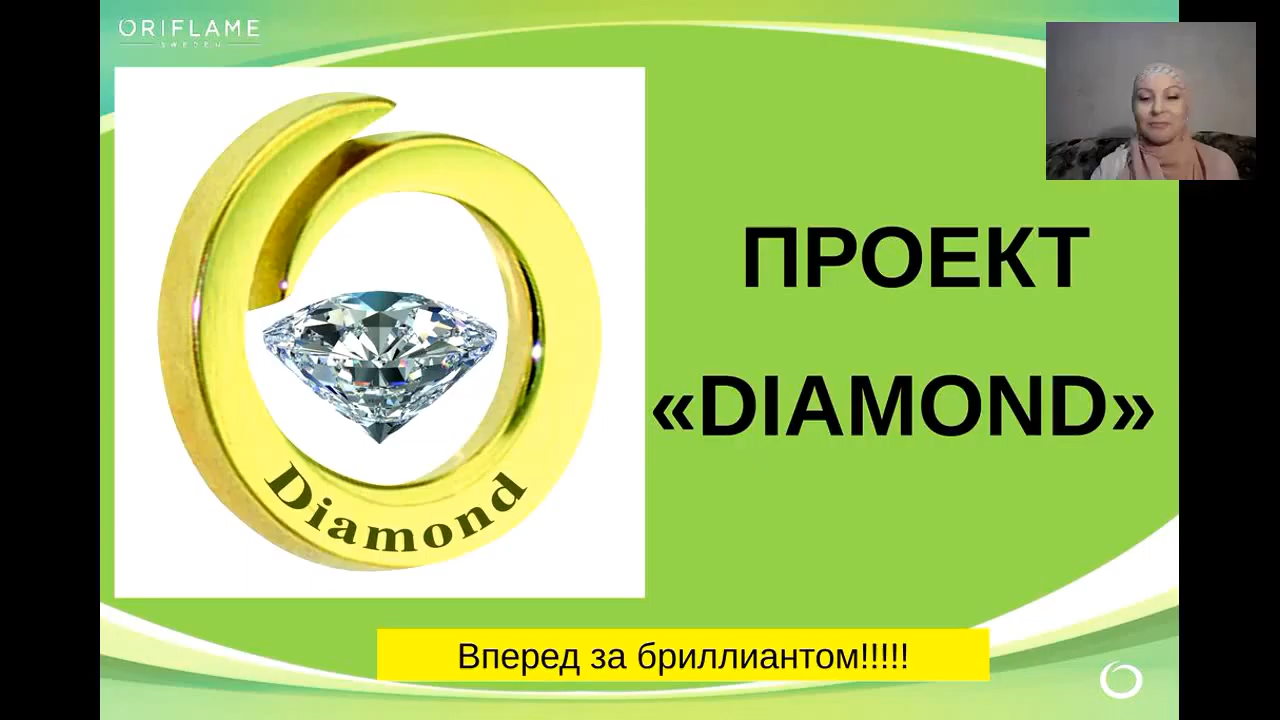 ORIFLAME
SWEDEN
ПРОЕКТ
«DIAMOND»
Diamond
Вперед за бриллиантом!!!!!